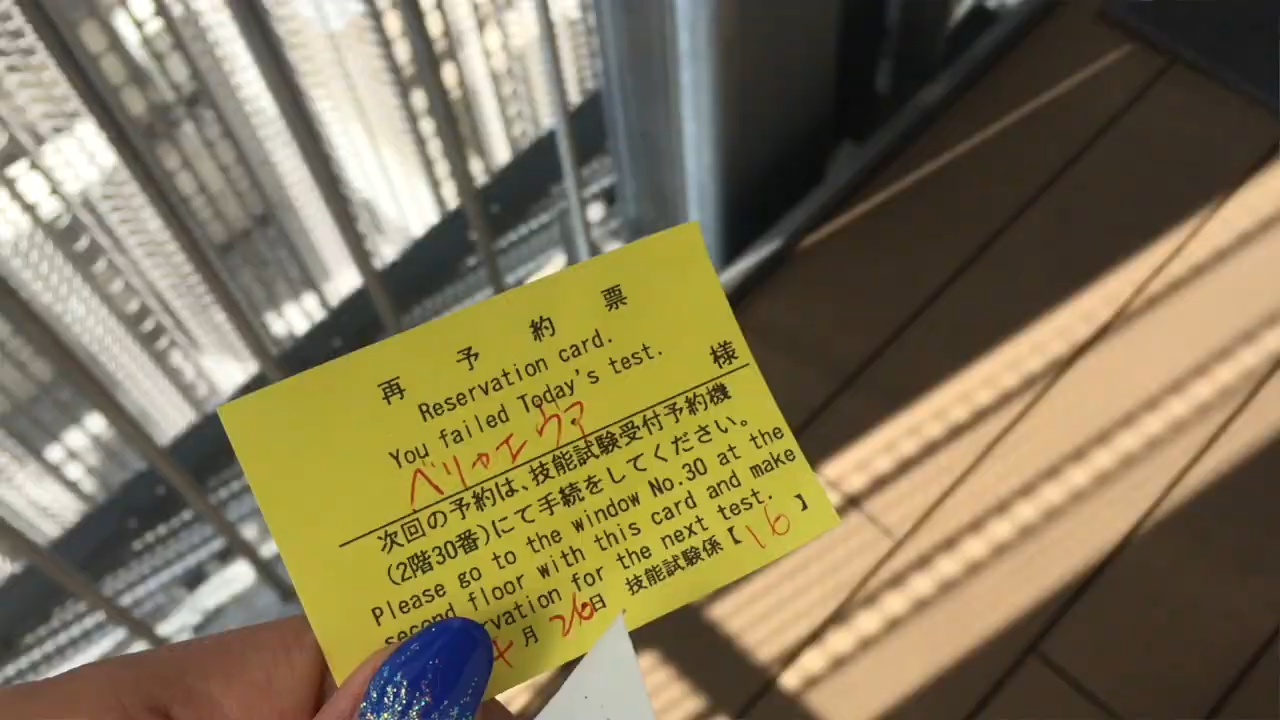 再予約票
Reservation card.
You failed Today's test.
ベリャエヴァ 様
次回の予約は、技能試験受付予約機
(2階30番)にて手続をしてください。
Please go to the window No.30 at the
second floor with this card and make
rvation for the next test.
4月26日 技能試験係【16】